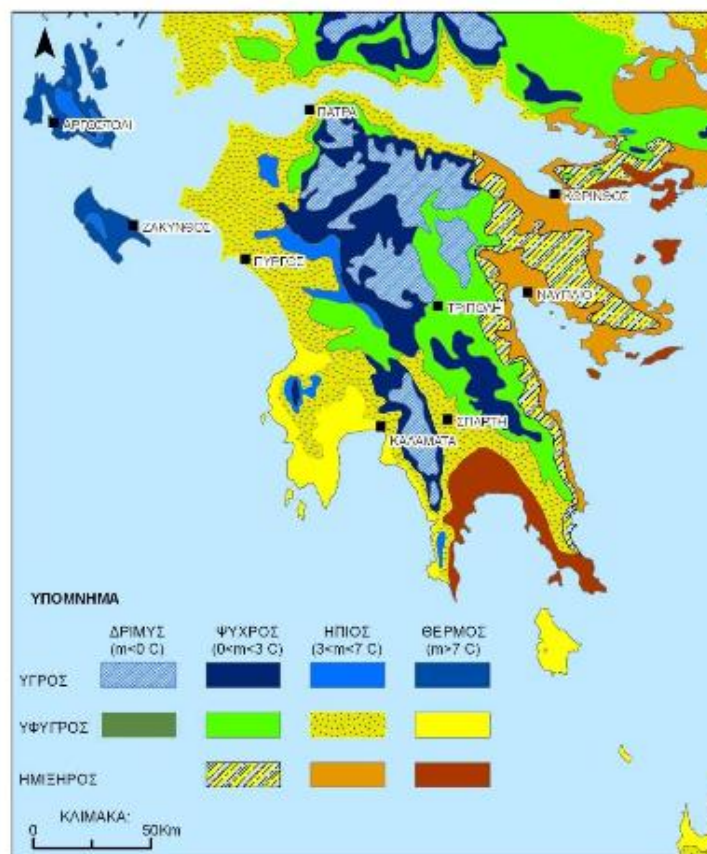 ΠΑΤΡΑ
ΑΡΓΟΣΤΟΛΙ
ΚΟΡΙΝΘΟΣ
ΖΑΚΥΝΘΟΣ
ΠΥΡΓΟΣ
ΝΑΥΠΛΙΟ
ΤΡΙΠΟΛΗ
ΣΠΑΡΤΗ
ΚΑΛΑΜΑΤΑ
ΥΠΟΜΝΗΜΑ
ΔΡΙΜΥΣ ΨΥΧΡΟΣ ΗΠΙΟΣ ΘΕΡΜΟΣ
(m<0 C) (0<m<3 C) (3<m<7 C) (m>7 C)
ΥΓΡΟΣ
ΥΦΥΓΡΟΣ
ΗΜΙΞΗΡΟΣ
ΚΛΙΜΑΚΑ:
0 50Km